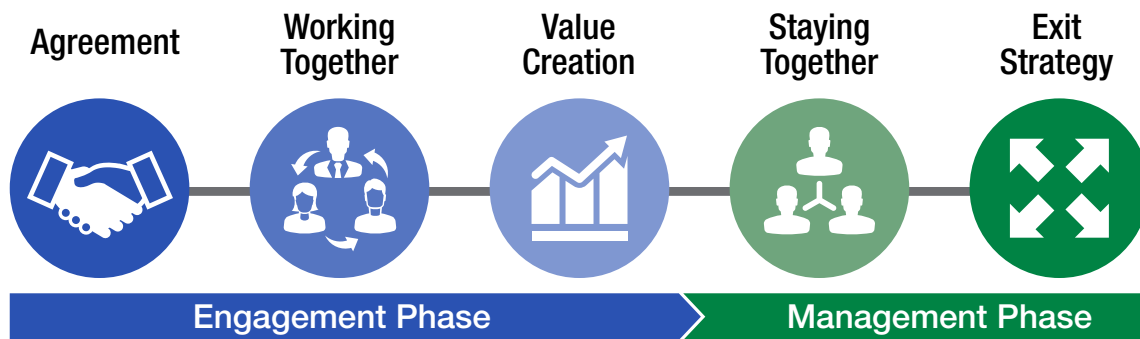 Agreement
Working
Together
Value
Creation
Staying
Together
Exit
Strategy
Engagement Phase
Management Phase